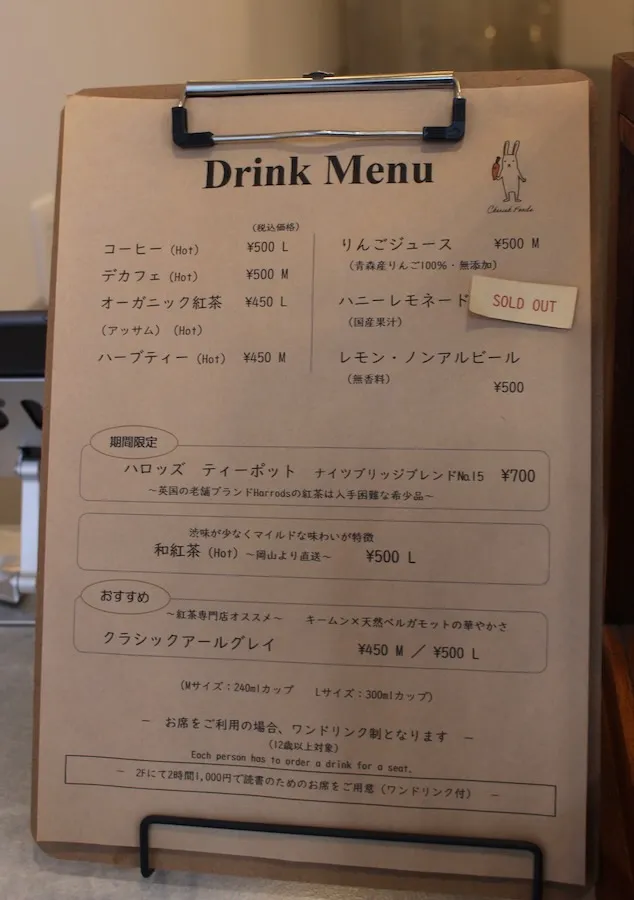 Drink Menu
(税込価格)
コーヒー (Hot) ¥500 L
デカフェ (Hot) ¥500 M
オーガニック紅茶 ¥450 L
(アッサム) (Hot)
ハーブティー (Hot) ¥450 M
りんごジュース ¥500 M
(青森産りんご100%・無添加)
ハニーレモネード SOLD OUT
(国産果汁)
レモン・ノンアルビール
(無香料)
¥500
期間限定
ハロッズ ティーポット ナイツブリッジブレンドNo.15 ¥700
～英国の老舗ブランドHarrodsの紅茶は入手困難な希少品～
渋味が少なくマイルドな味わいが特徴
和紅茶 (Hot) ～岡山より直送～ ¥500 L
おすすめ
～紅茶専門店オススメ～ キームン×天然ベルガモットの華やかさ
クラシックアールグレイ ¥450 M ／ ¥500 L
(Mサイズ：240mlカップ Lサイズ：300mlカップ)
－ お席をご利用の場合、ワンドリンク制となります －
(12歳以上対象)
Each person has to order a drink for a seat.
－ 2Fにて2時間1,000円で読書のためのお席をご用意（ワンドリンク付） －